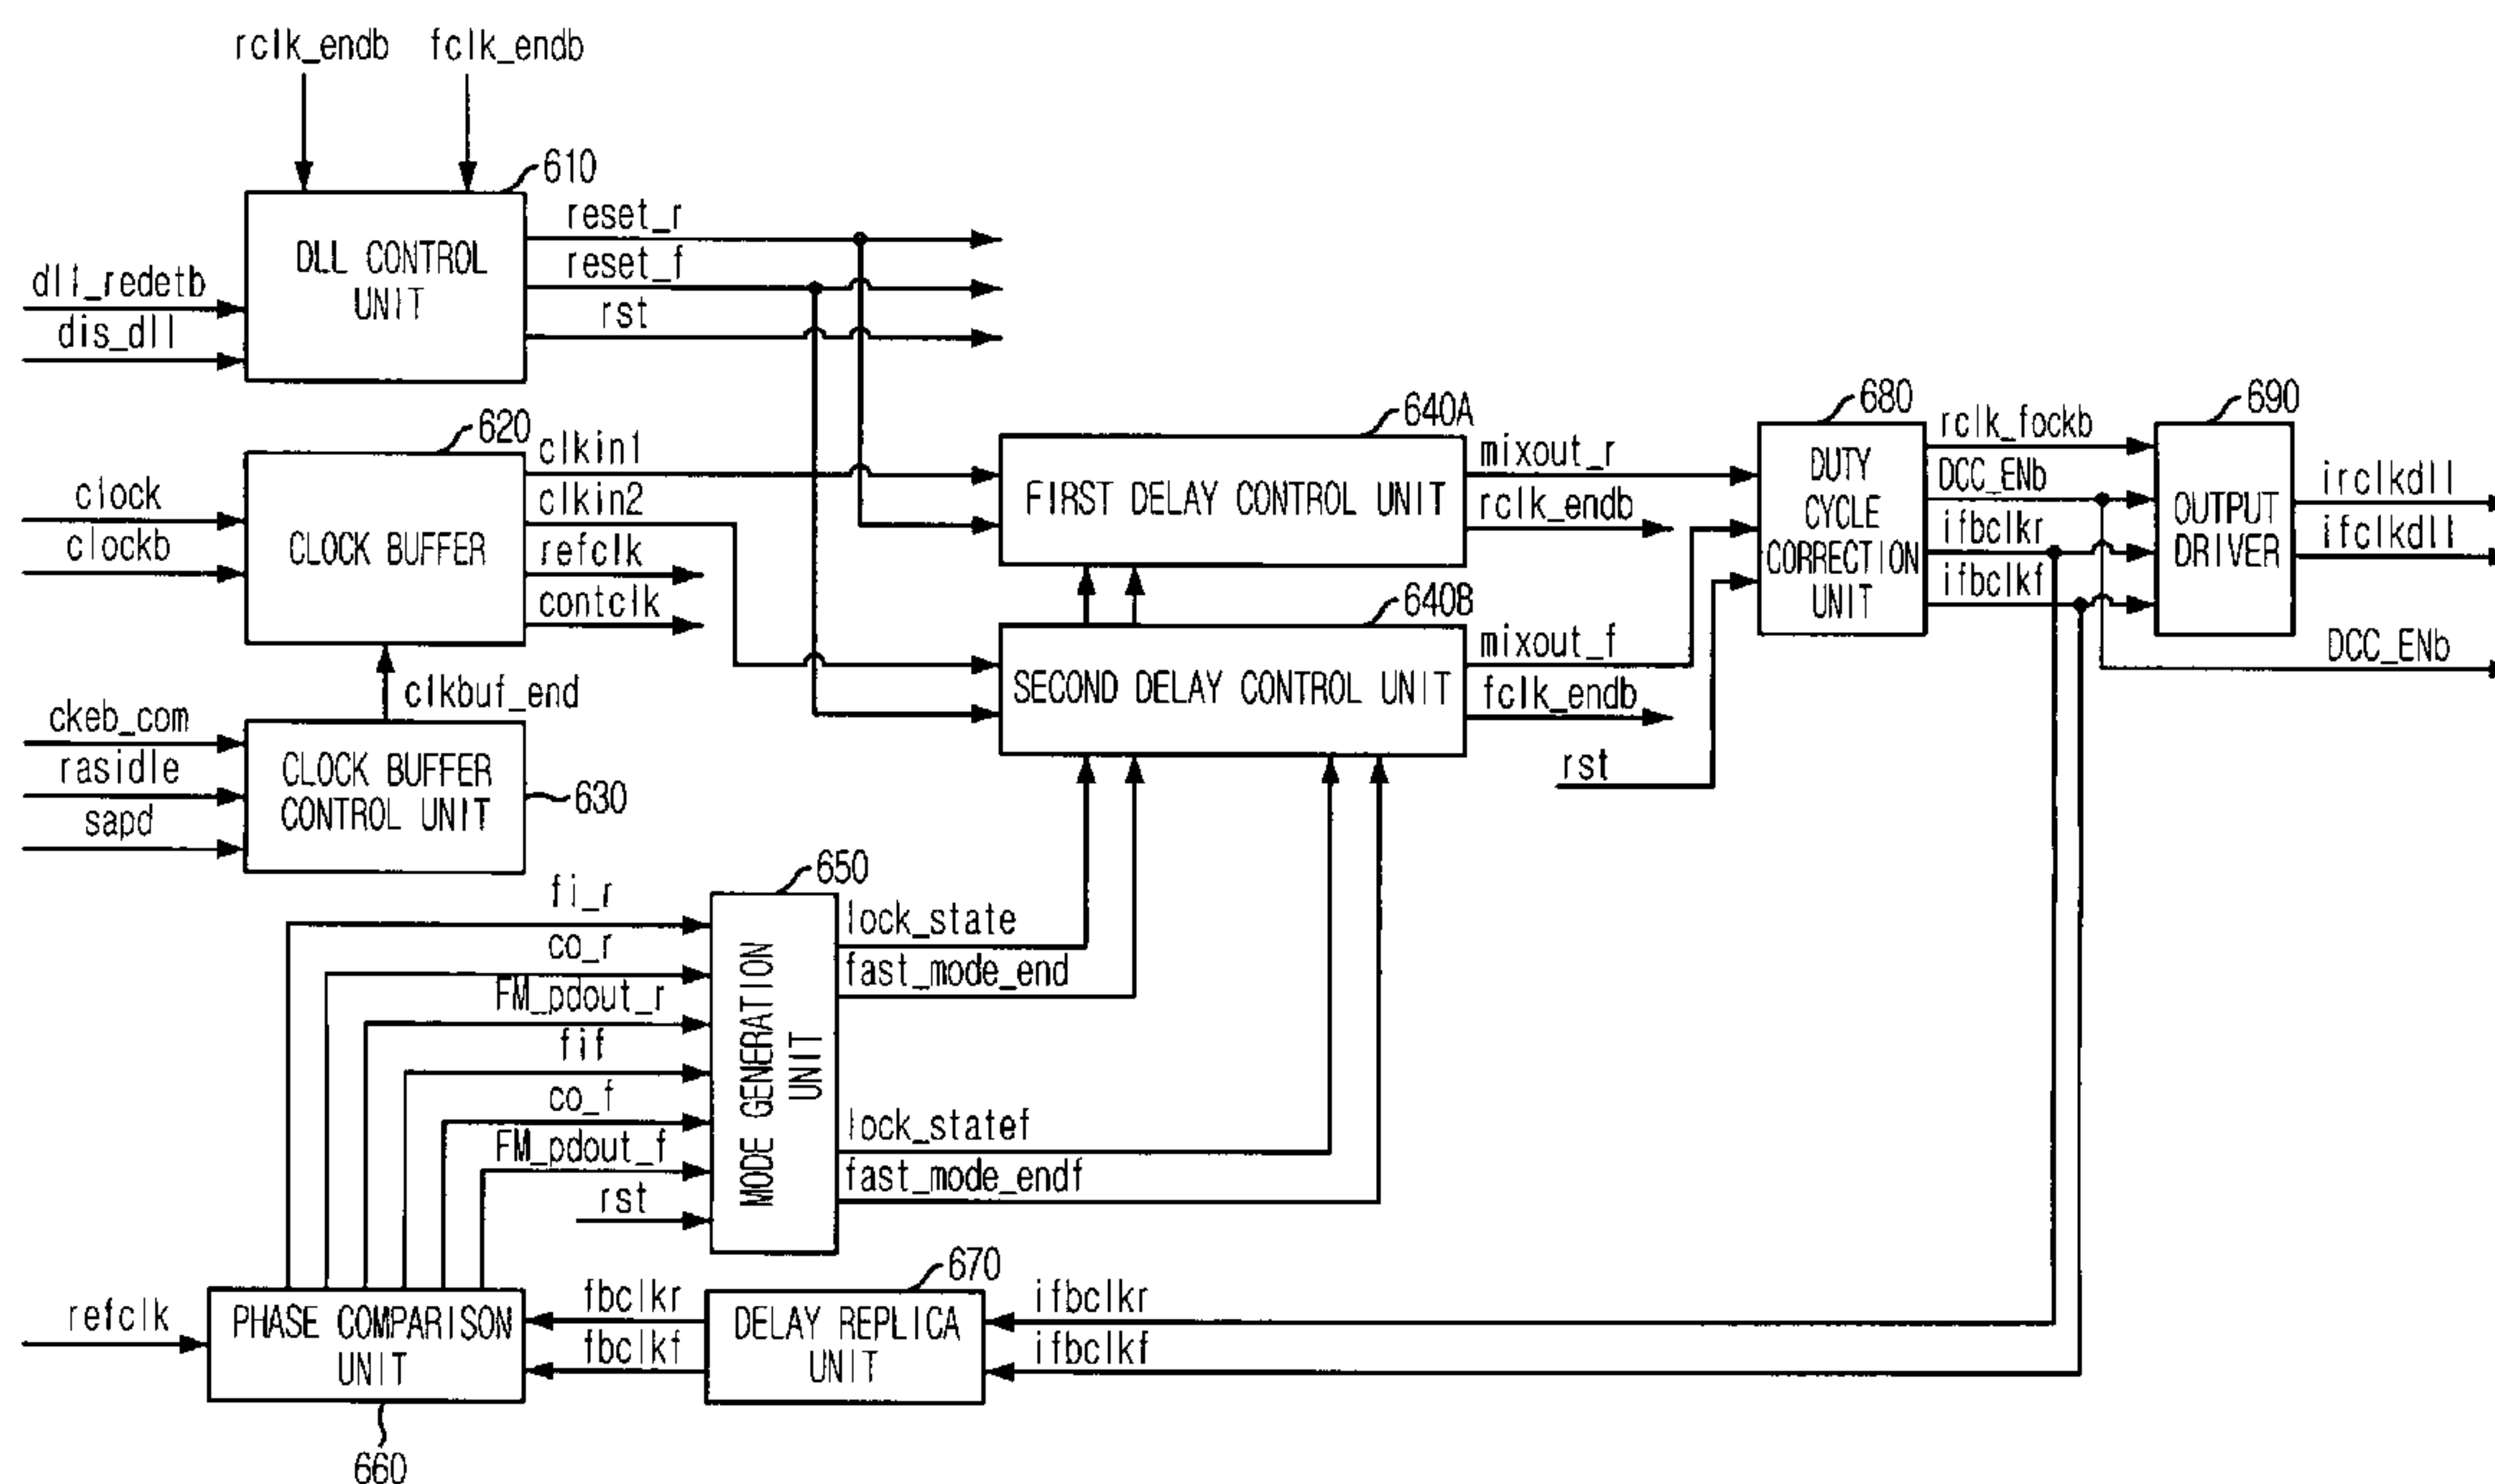 rclk_endb
fclk_endb
610
DLL CONTROL
UNIT
dll_redetb
dis_dll
reset_r
reset_f
rst
620
CLOCK BUFFER
clock
clockb
clkin1
clkin2
refclk
contclk
clkbuf_end
ckeb_com
rasidle
sapd
CLOCK BUFFER
CONTROL UNIT
630
640A
FIRST DELAY CONTROL UNIT
mixout_r
rclk_endb
640B
SECOND DELAY CONTROL UNIT
mixout_f
fclk_endb
rst
680
DUTY
CYCLE
CORRECTION
UNIT
rclk_fockb
DCC_ENb
ifbclkr
ifbclkf
690
OUTPUT
DRIVER
irclkdll
ifclkdll
DCC_ENb
650
MODE GENERATION
UNIT
fi_r
co_r
FM_pdout_r
fif
co_f
FM_pdout_f
rst
lock_state
fast_mode_end
lock_statef
fast_mode_endf
refclk
PHASE COMPARISON
UNIT
660
fbclkr
fbclkf
670
DELAY REPLICA
UNIT
ifbclkr
ifbclkf